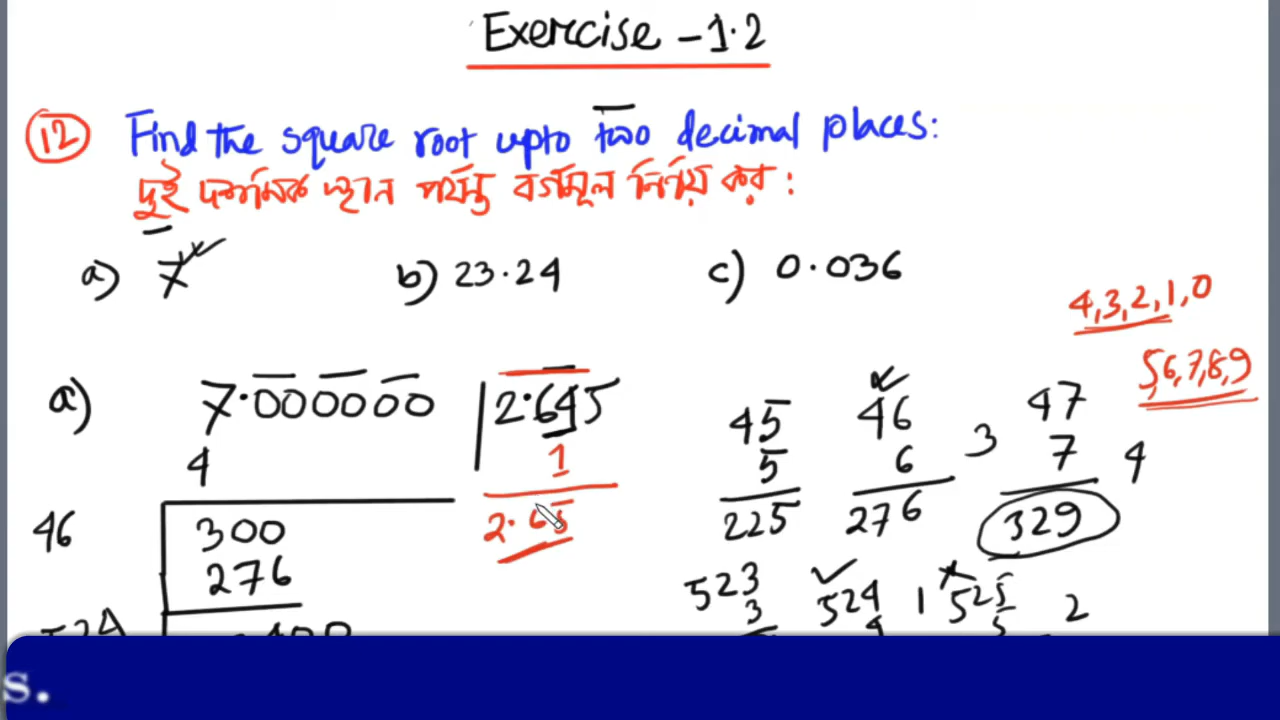 Exercise - 1.2
12 Find the square root upto two decimal places:
দুই দশমিক স্থান পর্যন্ত বর্গমূল নির্ণয় কর:
a) 7 b) 23.24 c) 0.036
4,3,2,1,0
5,6,7,8,9
a) 7.000000 2.645
4 1
2.65
45 46 47
5 6 3 7 4
225 276 329
46 300
276
523 524 1 525 2
3 4 5
524
s.